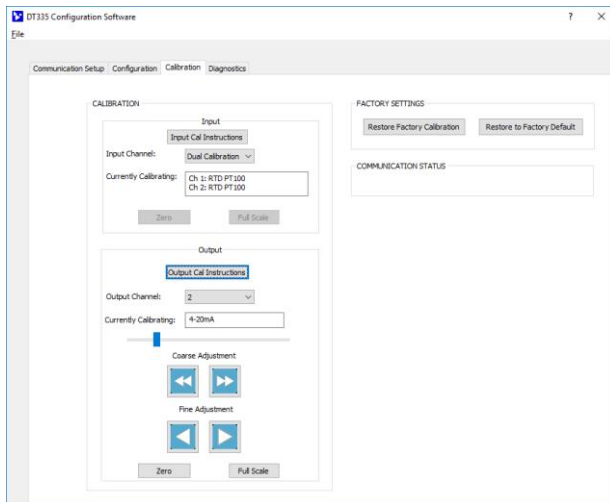 DT335 Configuration Software
File
Communication Setup Configuration Calibration Diagnostics
CALIBRATION
Input
Input Cal Instructions
Input Channel: Dual Calibration
Currently Calibrating: Ch 1: RTD PT100
Ch 2: RTD PT100
Zero Full Scale
Output
Output Cal Instructions
Output Channel: 2
Currently Calibrating: 4-20mA
Coarse Adjustment
Fine Adjustment
Zero Full Scale
FACTORY SETTINGS
Restore Factory Calibration Restore to Factory Default
COMMUNICATION STATUS